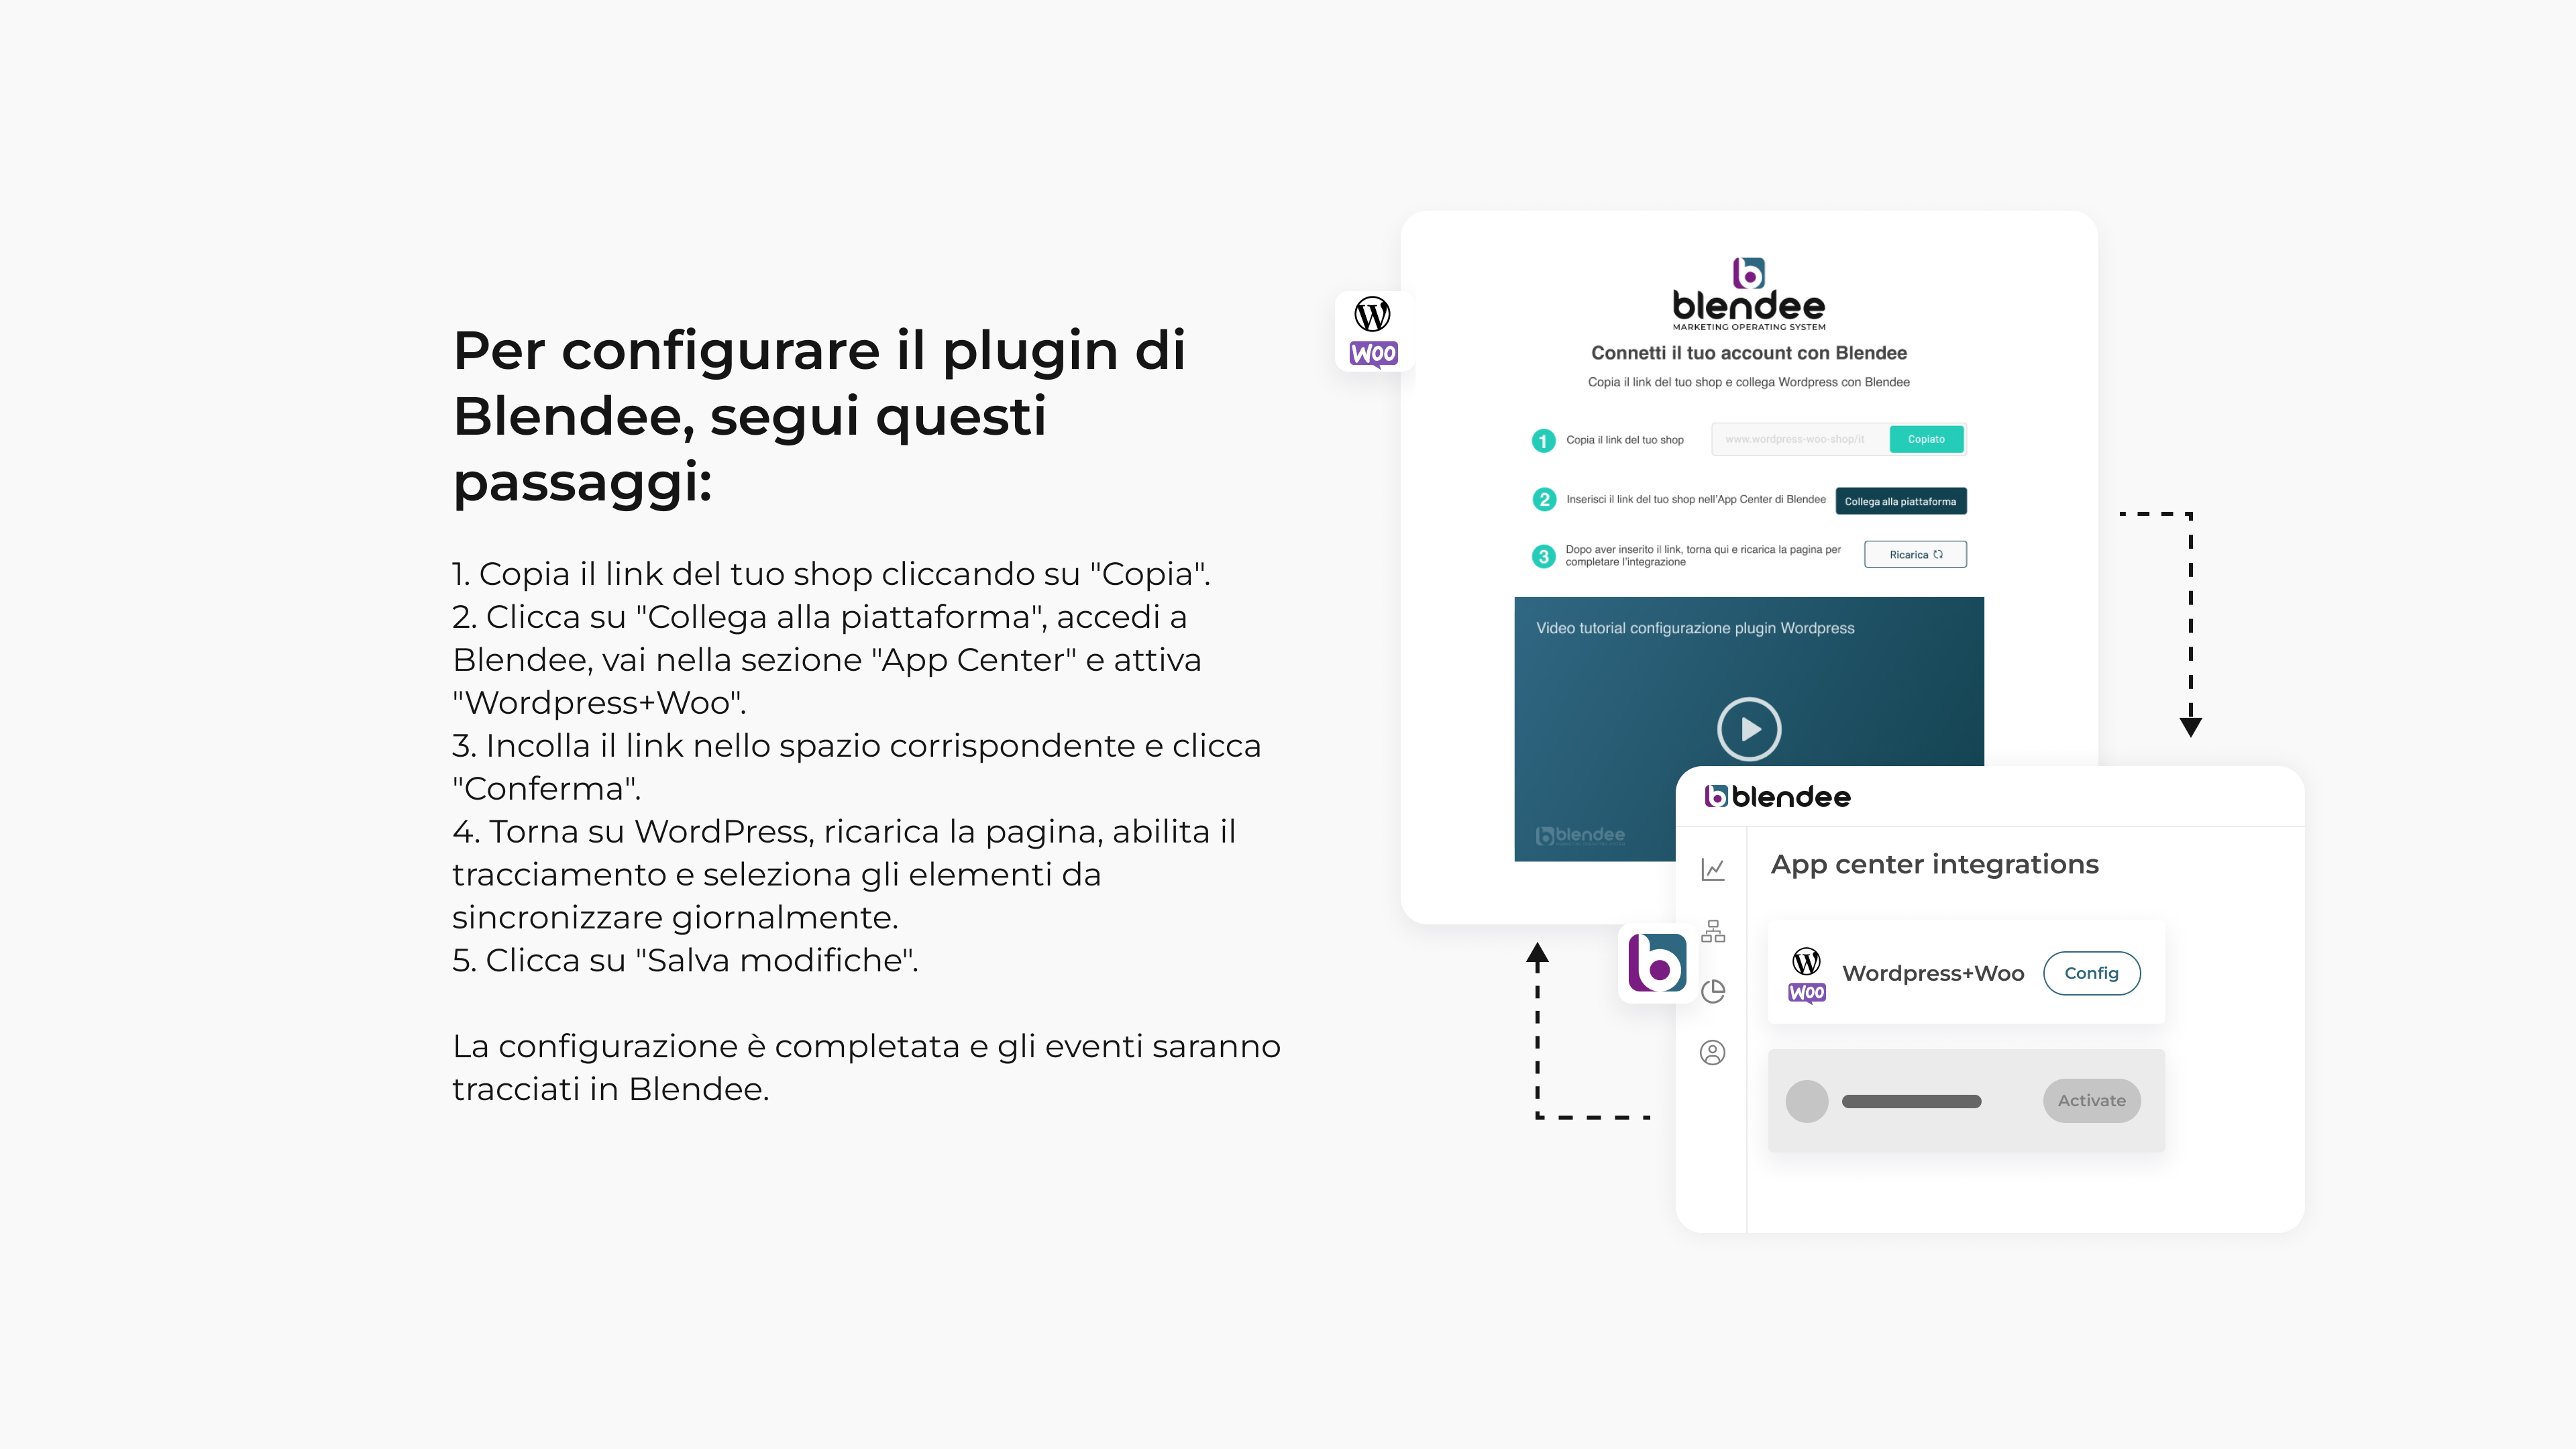 Per configurare il plugin di
Blendee, segui questi
passaggi:
1. Copia il link del tuo shop cliccando su "Copia".
2. Clicca su "Collega alla piattaforma", accedi a
Blendee, vai nella sezione "App Center" e attiva
"Wordpress+Woo".
3. Incolla il link nello spazio corrispondente e clicca
"Conferma".
4. Torna su WordPress, ricarica la pagina, abilita il
tracciamento e seleziona gli elementi da
sincronizzare giornalmente.
5. Clicca su "Salva modifiche".
La configurazione è completata e gli eventi saranno
tracciati in Blendee.
W
WOO
b
blendee
MARKETING OPERATING SYSTEM
Connetti il tuo account con Blendee
Copia il link del tuo shop e collega Wordpress con Blendee
1 Copia il link del tuo shop www.wordpress-woo-shop/it Copiato
2 Inserisci il link del tuo shop nell'App Center di Blendee Collega alla piattaforma
3 Dopo aver inserito il link, torna qui e ricarica la pagina per
completare l'integrazione
Ricarica
Video tutorial configurazione plugin Wordpress
b blendee
b blendee
App center integrations
b
W
WOO
Wordpress+Woo Config
Activate